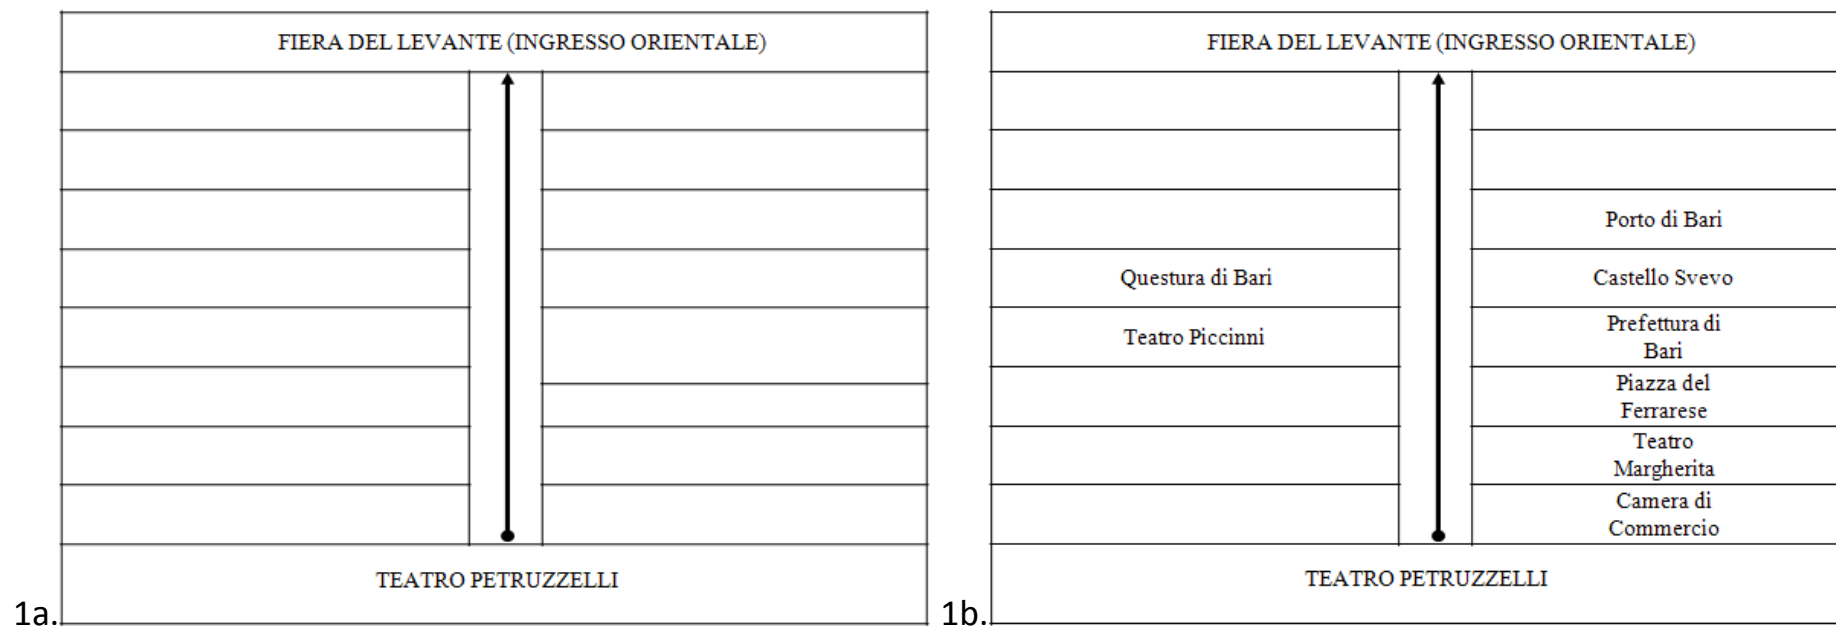 FIERA DEL LEVANTE (INGRESSO ORIENTALE)
TEATRO PETRUZZELLI
1a.
FIERA DEL LEVANTE (INGRESSO ORIENTALE)
Porto di Bari
Questura di Bari
Castello Svevo
Teatro Piccinni
Prefettura di
Bari
Piazza del
Ferrarese
Teatro
Margherita
Camera di
Commercio
TEATRO PETRUZZELLI
1b.